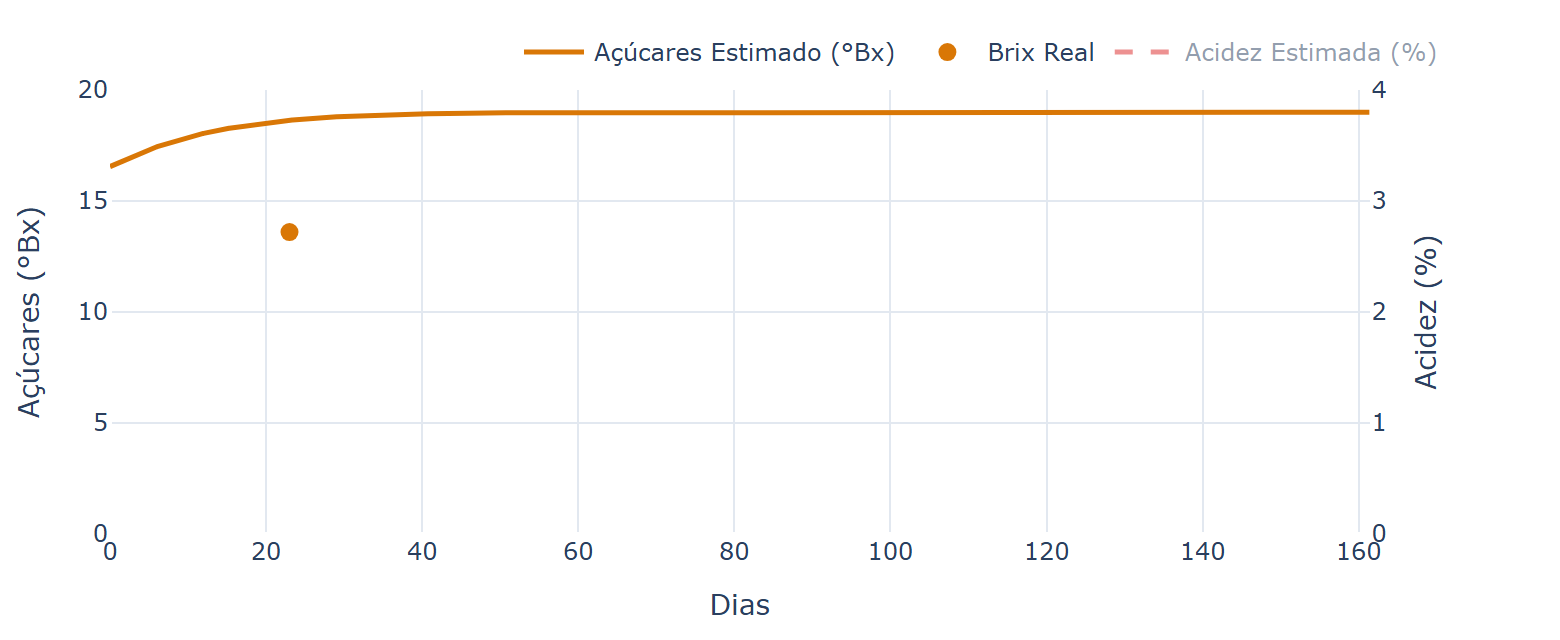 Açúcares Estimado (°Bx) Brix Real Acidez Estimada (%)
20 4
15 3
10 2
5 1
0 0
Açúcares (°Bx)
Acidez (%)
0 20 40 60 80 100 120 140 160
Dias